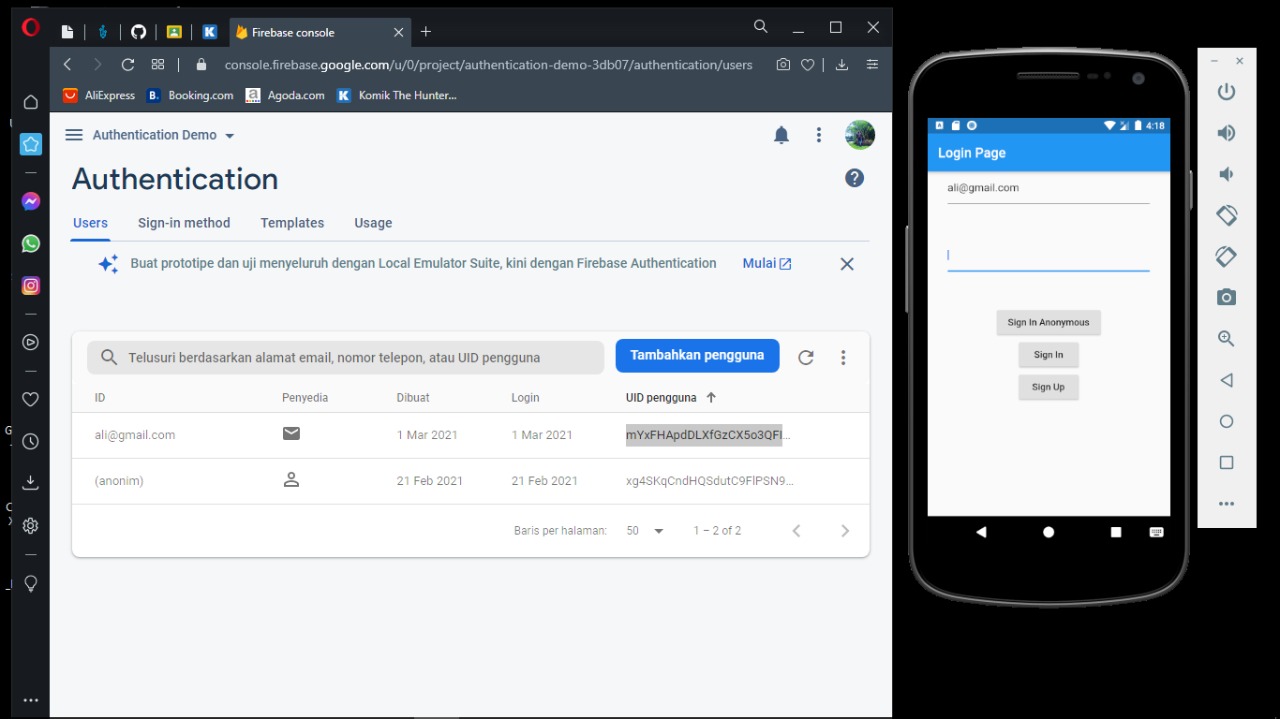 Firebase console
console.firebase.google.com/u/0/project/authentication-demo-3db07/authentication/users
AliExpress
B. Booking.com
a Agoda.com
K Komik The Hunter...
Authentication Demo
Authentication
Users Sign-in method Templates Usage
Buat prototipe dan uji menyeluruh dengan Local Emulator Suite, kini dengan Firebase Authentication Mulai
Telusuri berdasarkan alamat email, nomor telepon, atau UID pengguna
Tambahkan pengguna
ID Penyedia Dibuat Login UID pengguna
ali@gmail.com 1 Mar 2021 1 Mar 2021 mYxFHApdDLXfGzCX5o3QFI...
(anonim) 21 Feb 2021 21 Feb 2021 xg4SKqCndHQSdutC9FlPSN9...
Baris per halaman: 50 1 – 2 of 2
4:18
Login Page
ali@gmail.com
Sign In Anonymous
Sign In
Sign Up